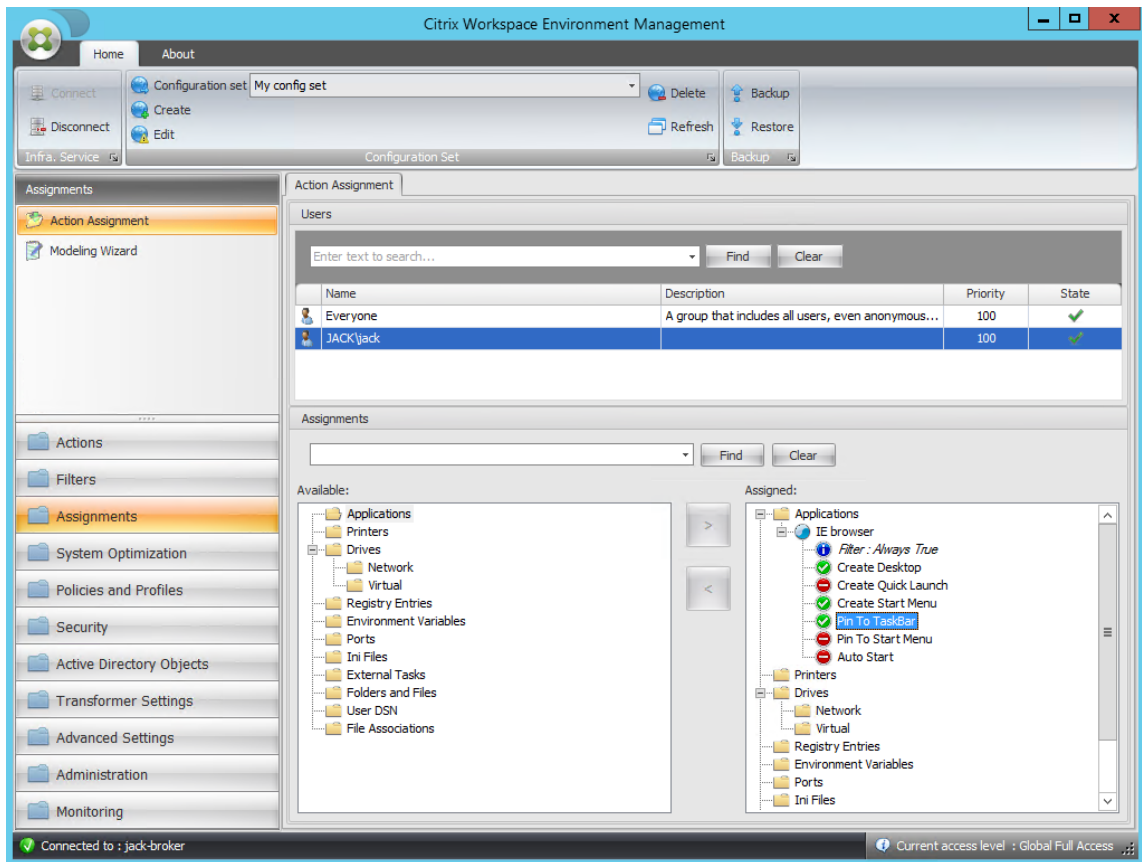 Citrix Workspace Environment Management
Home About
Connect
Disconnect
Infra. Service
Configuration set My config set
Create
Edit
Delete
Refresh
Configuration Set
Backup
Restore
Backup
Assignments
Action Assignment
Modeling Wizard
Actions
Filters
Assignments
System Optimization
Policies and Profiles
Security
Active Directory Objects
Transformer Settings
Advanced Settings
Administration
Monitoring
Action Assignment
Users
Enter text to search... Find Clear
Name Description Priority State
Everyone A group that includes all users, even anonymous... 100
JACK\jack 100
Assignments
Find Clear
Available:
Applications
Printers
Drives
Network
Virtual
Registry Entries
Environment Variables
Ports
Ini Files
External Tasks
Folders and Files
User DSN
File Associations
>
<
Assigned:
Applications
IE browser
Filter : Always True
Create Desktop
Create Quick Launch
Create Start Menu
Pin To TaskBar
Pin To Start Menu
Auto Start
Printers
Drives
Network
Virtual
Registry Entries
Environment Variables
Ports
Ini Files
Connected to : jack-broker
Current access level : Global Full Access